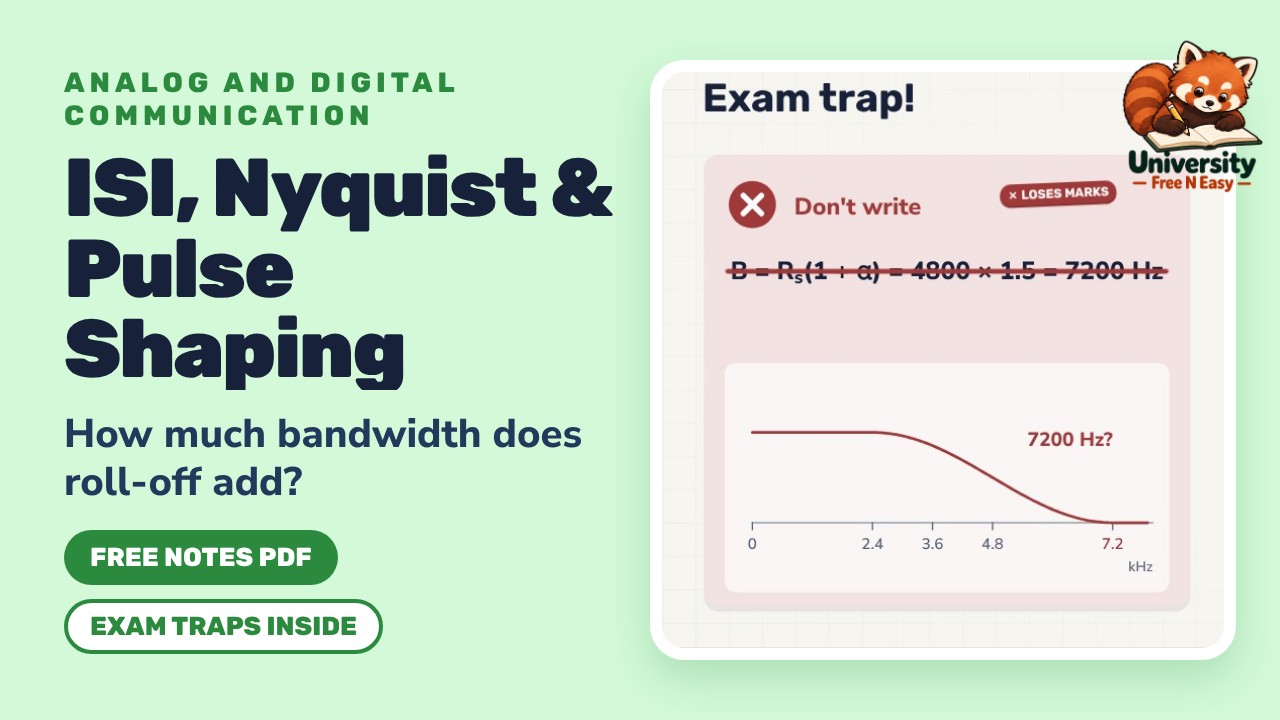 ANALOG AND DIGITAL
COMMUNICATION
ISI, Nyquist &
Pulse
Shaping
How much bandwidth does
roll-off add?
FREE NOTES PDF
EXAM TRAPS INSIDE
Exam trap!
Don't write
× LOSES MARKS
B = Rₛ(1 + α) = 4800 × 1.5 = 7200 Hz
7200 Hz?
0 2.4 3.6 4.8 7.2
kHz
University
Free N Easy